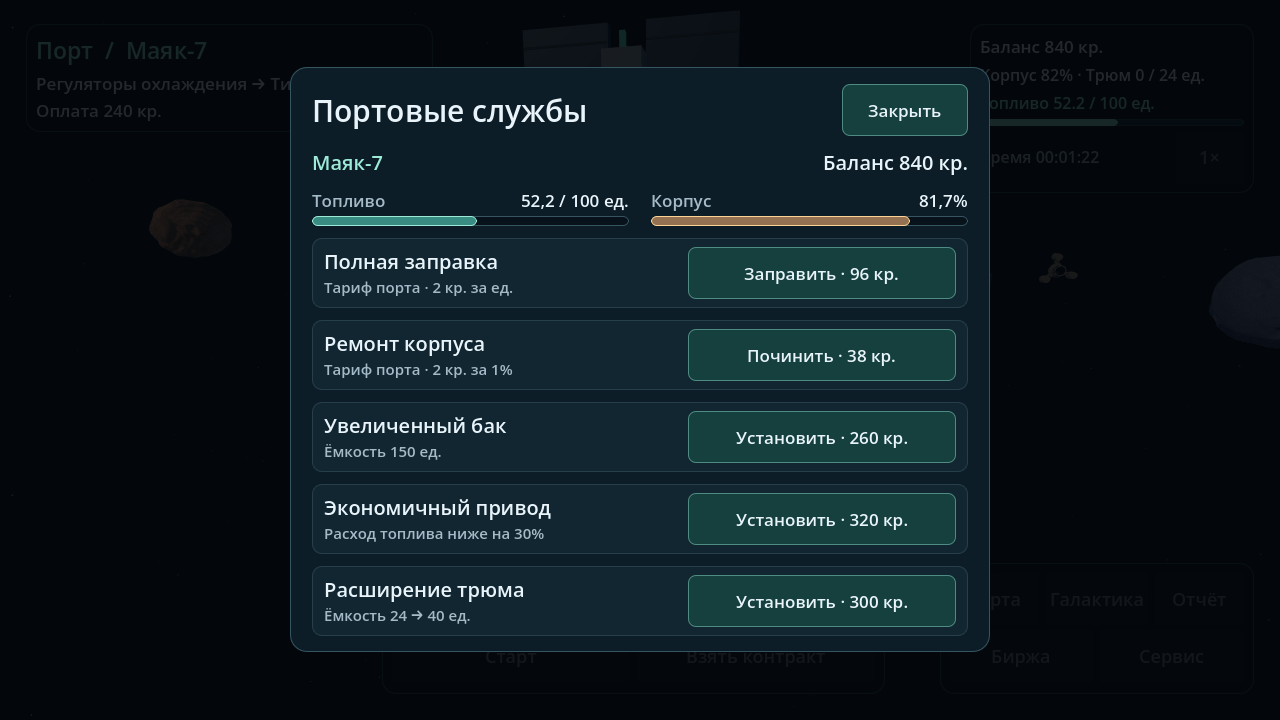 Порт / Маяк-7
Регуляторы охлаждения → Ти
Оплата 240 кр.
Баланс 840 кр.
Корпус 82% · Трюм 0 / 24 ед.
опливо 52.2 / 100 ед.
ремя 00:01:22
1×
Портовые службы
Закрыть
Маяк-7
Баланс 840 кр.
Топливо
52,2 / 100 ед.
Корпус
81,7%
Полная заправка
Тариф порта · 2 кр. за ед.
Заправить · 96 кр.
Ремонт корпуса
Тариф порта · 2 кр. за 1%
Починить · 38 кр.
Увеличенный бак
Ёмкость 150 ед.
Установить · 260 кр.
Экономичный привод
Расход топлива ниже на 30%
Установить · 320 кр.
Расширение трюма
Ёмкость 24 → 40 ед.
Установить · 300 кр.
рта
Галактика
Отчёт
Старт
Взять контракт
Биржа
Сервис